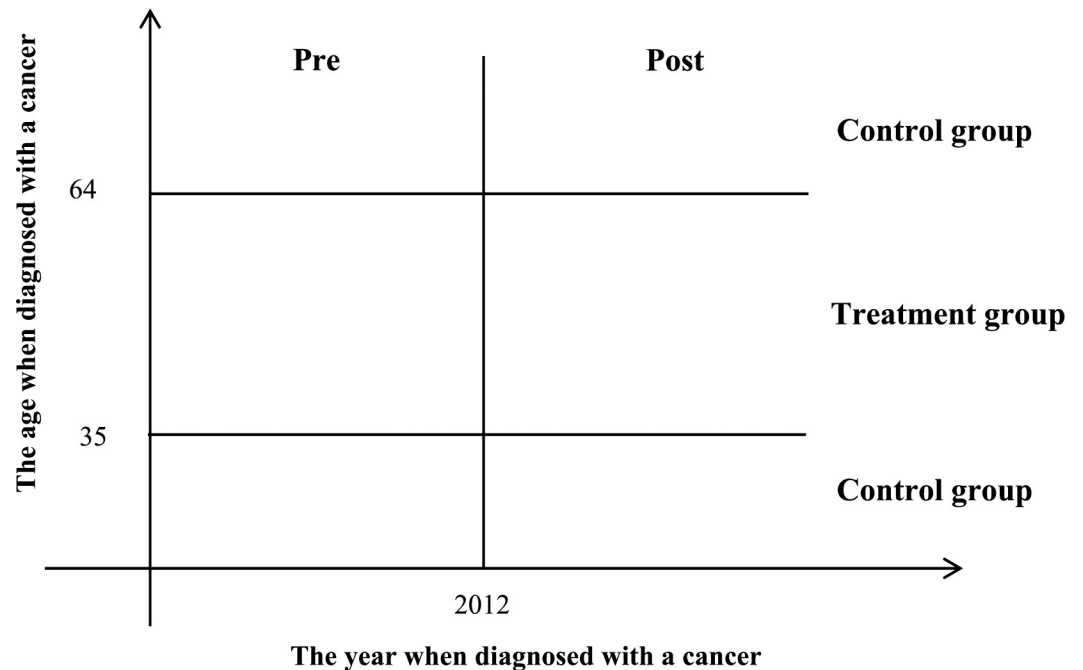 Pre
Post
Control group
64
Treatment group
35
Control group
2012
The year when diagnosed with a cancer
The age when diagnosed with a cancer